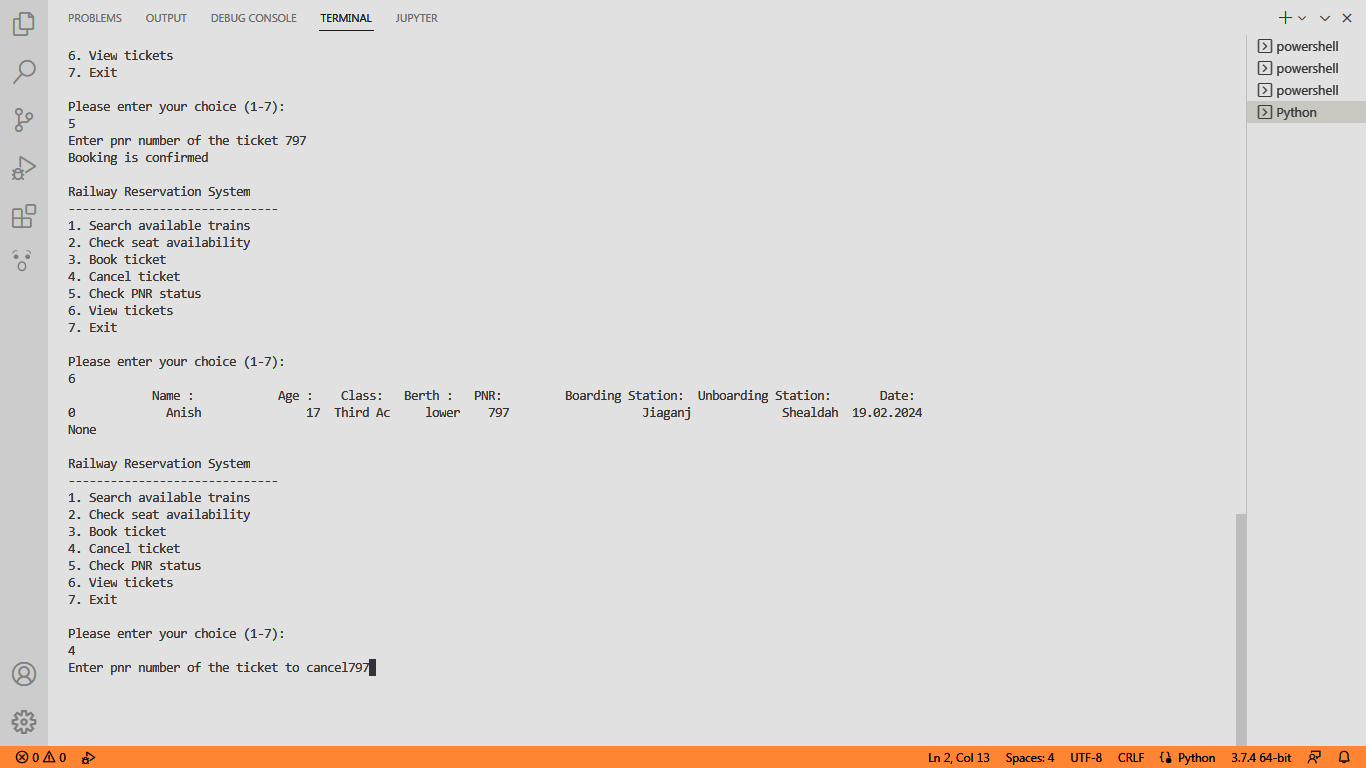 PROBLEMS OUTPUT DEBUG CONSOLE TERMINAL JUPYTER
6. View tickets
7. Exit
Please enter your choice (1-7):
5
Enter pnr number of the ticket 797
Booking is confirmed
Railway Reservation System
------------------------------
1. Search available trains
2. Check seat availability
3. Book ticket
4. Cancel ticket
5. Check PNR status
6. View tickets
7. Exit
Please enter your choice (1-7):
6
Name : Age : Class: Berth : PNR: Boarding Station: Unboarding Station: Date:
0 Anish 17 Third Ac lower 797 Jiaganj Shealdah 19.02.2024
None
Railway Reservation System
------------------------------
1. Search available trains
2. Check seat availability
3. Book ticket
4. Cancel ticket
5. Check PNR status
6. View tickets
7. Exit
Please enter your choice (1-7):
4
Enter pnr number of the ticket to cancel797
powershell
powershell
powershell
Python
0 0 Ln 2, Col 13 Spaces: 4 UTF-8 CRLF Python 3.7.4 64-bit